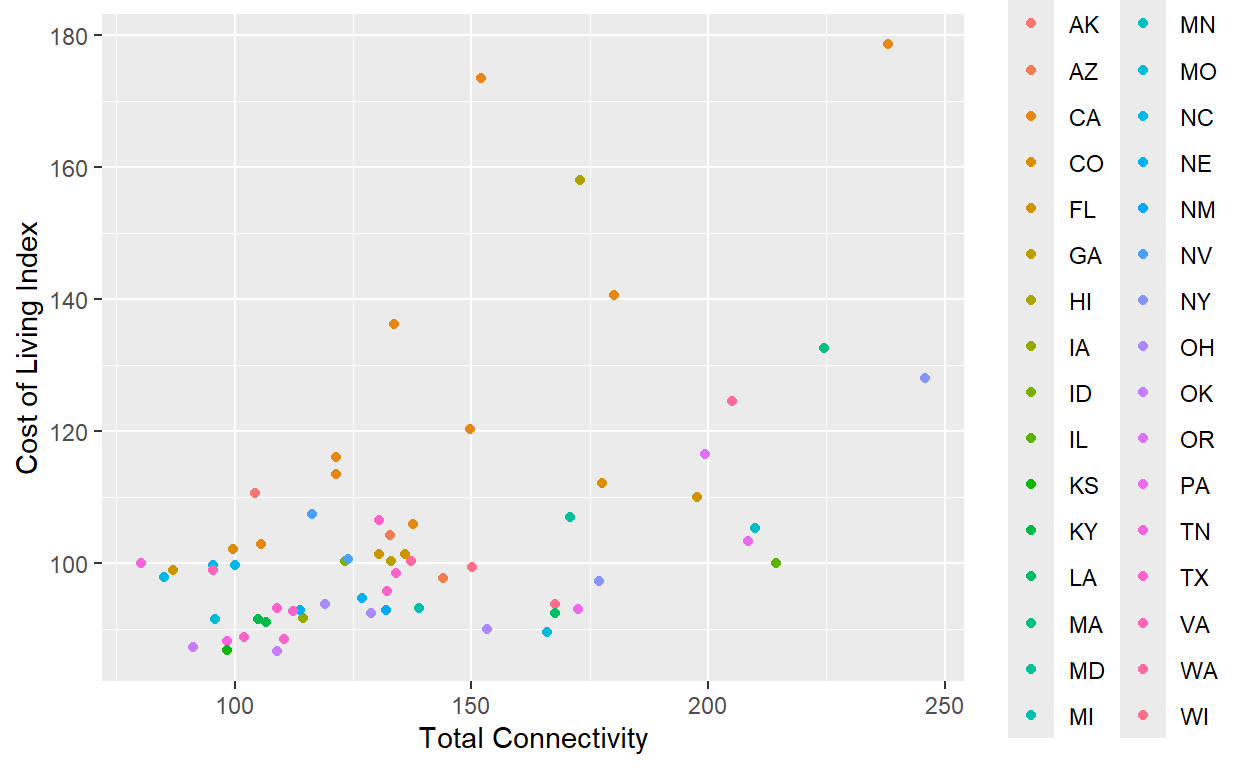 180
160
140
120
100
Cost of Living Index
100 150 200 250
Total Connectivity
AK
AZ
CA
CO
FL
GA
HI
IA
ID
IL
KS
KY
LA
MA
MD
MI
MN
MO
NC
NE
NM
NV
NY
OH
OK
OR
PA
TN
TX
VA
WA
WI